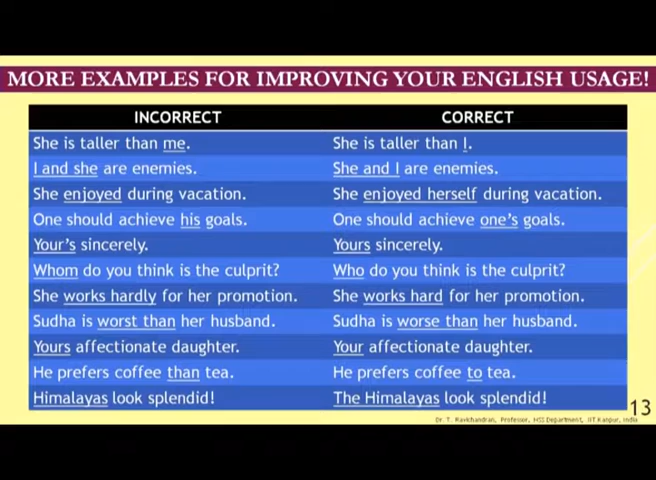 MORE EXAMPLES FOR IMPROVING YOUR ENGLISH USAGE!
INCORRECT CORRECT
She is taller than me. She is taller than I.
I and she are enemies. She and I are enemies.
She enjoyed during vacation. She enjoyed herself during vacation.
One should achieve his goals. One should achieve one's goals.
Your's sincerely. Yours sincerely.
Whom do you think is the culprit? Who do you think is the culprit?
She works hardly for her promotion. She works hard for her promotion.
Sudha is worst than her husband. Sudha is worse than her husband.
Yours affectionate daughter. Your affectionate daughter.
He prefers coffee than tea. He prefers coffee to tea.
Himalayas look splendid! The Himalayas look splendid!
13
Dr. T. Ravichandran, Professor, HSS Department, IIT Kanpur, India